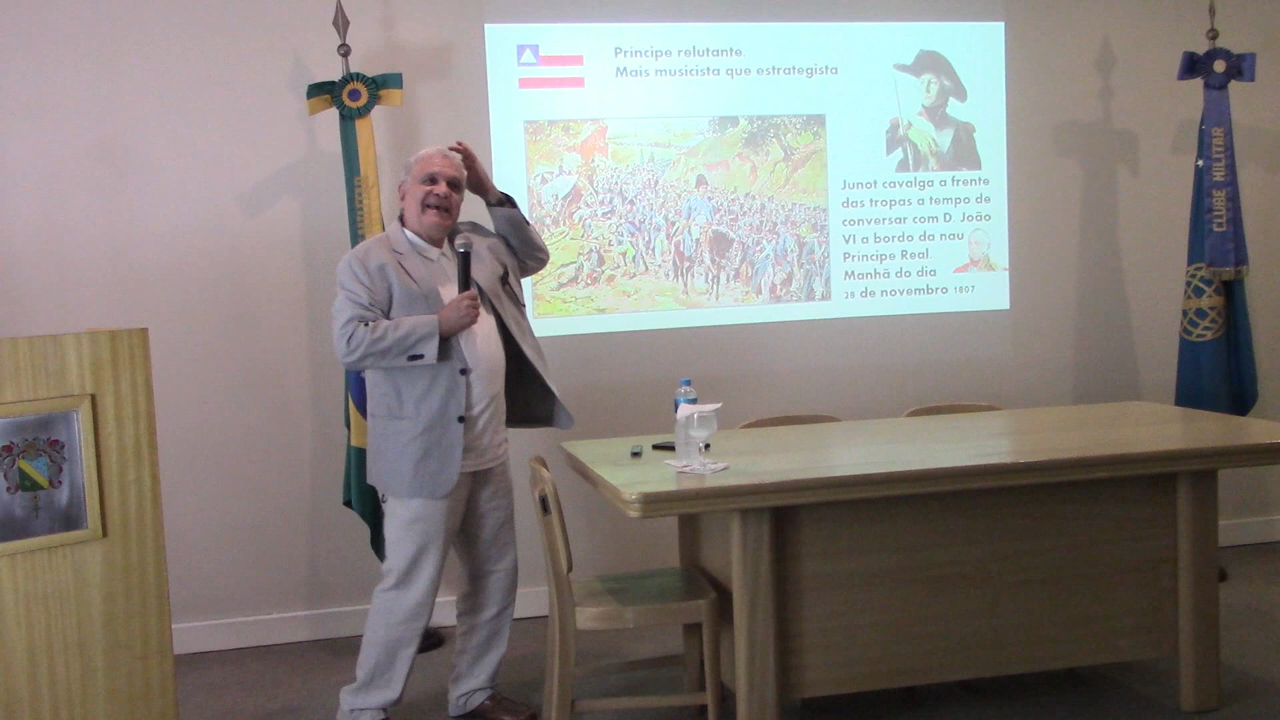 Principe relutante.
Mais musicista que estrategista
Junot cavalga a frente
das tropas a tempo de
conversar com D. João
VI a bordo da nau
Principe Real.
Manhã do dia
28 de novembro 1807
CLUBE MILITAR